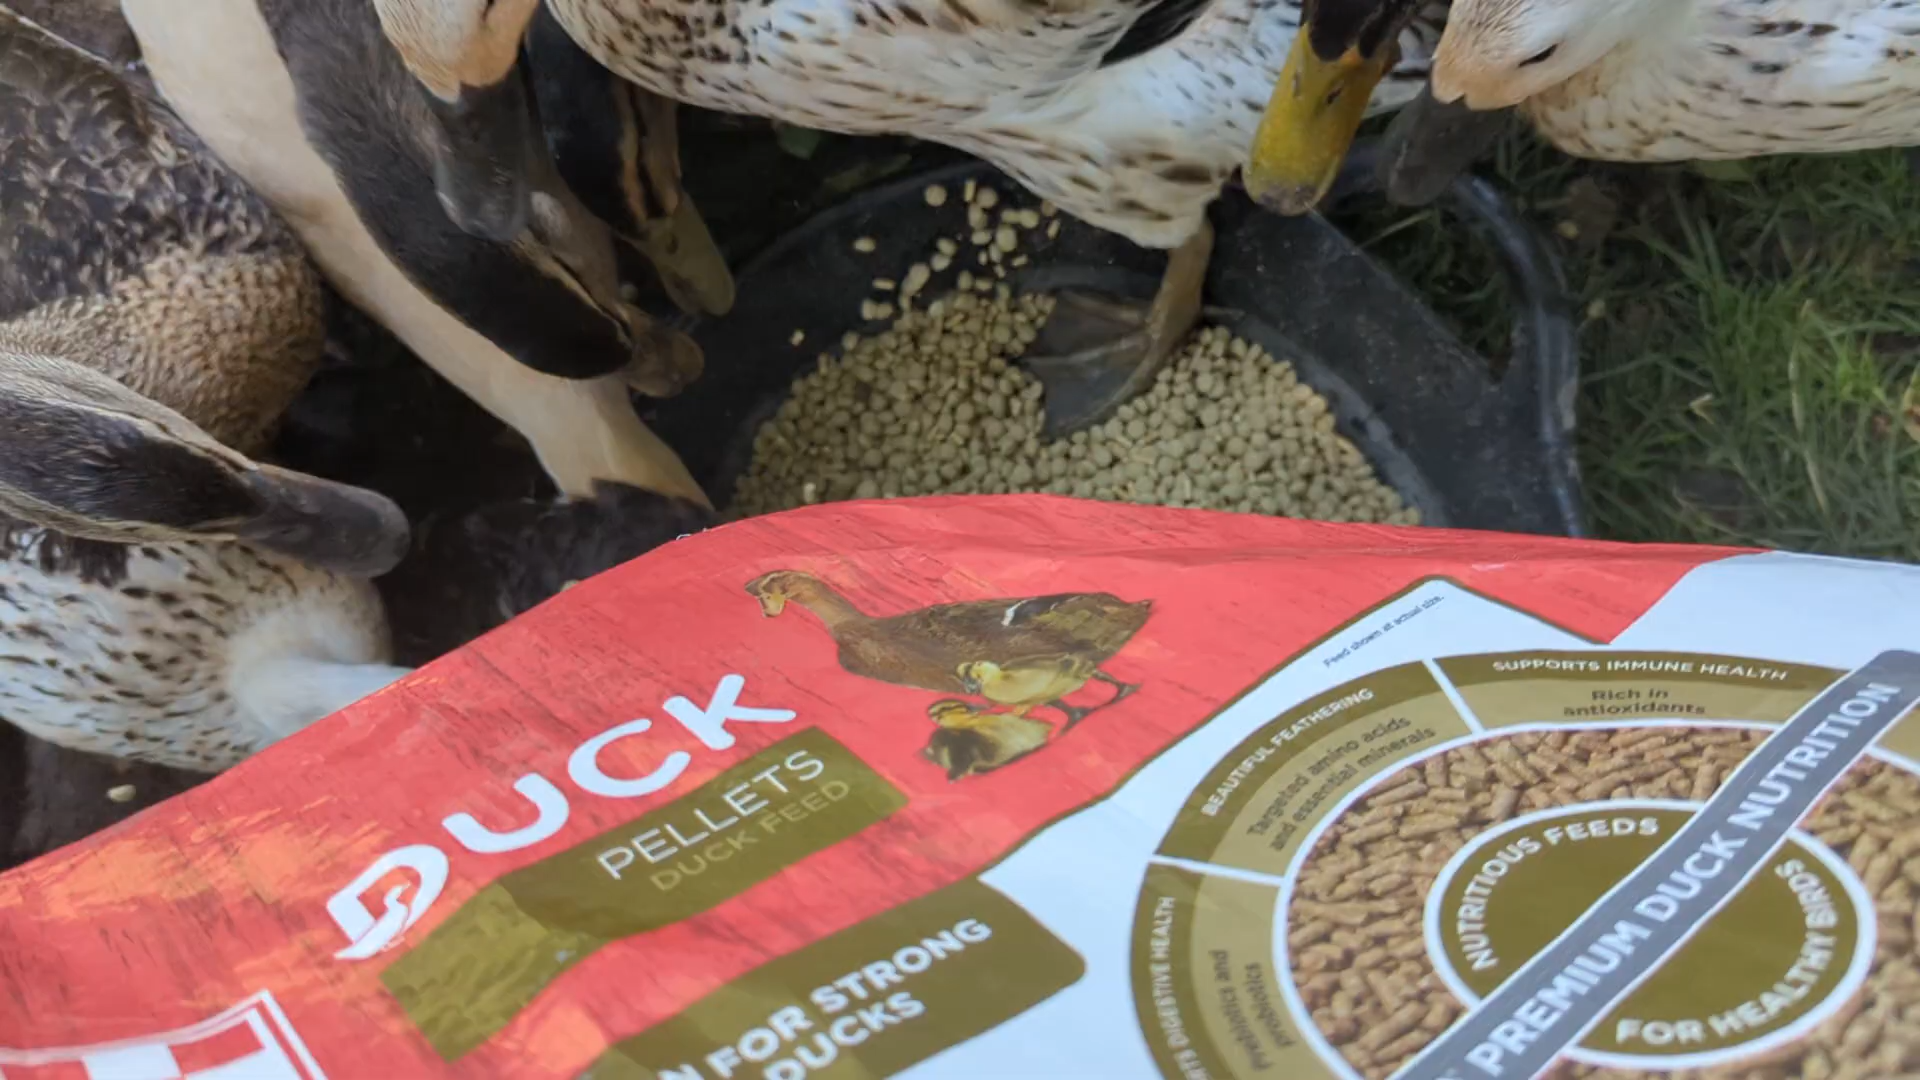 Feed shown at actual size.
SUPPORTS IMMUNE HEALTH
Rich in
antioxidants
BEAUTIFUL FEATHERING
Targeted amino acids
and essential minerals
DUCK
PELLETS
DUCK FEED
FOR STRONG
DUCKS
DIGESTIVE HEALTH
Prebiotics and
probiotics
NUTRITIOUS FEEDS
FOR HEALTHY BIRDS
PREMIUM DUCK NUTRITION